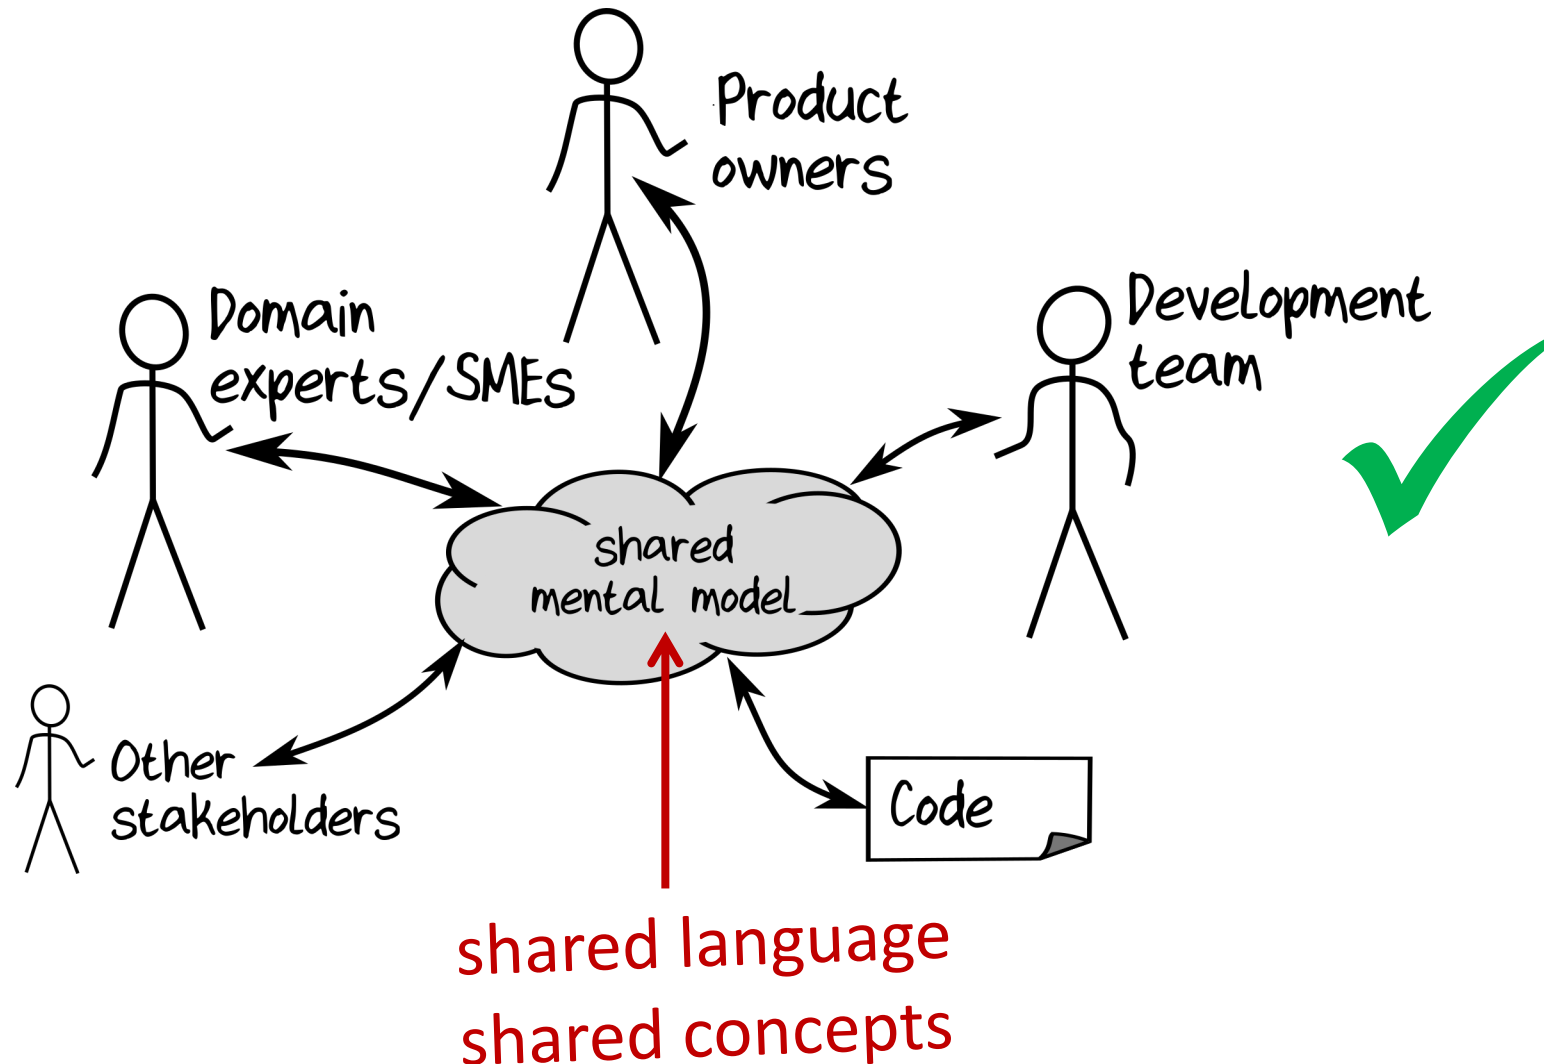 Product
owners
Domain
experts/SMEs
Development
team
shared
mental model
Other
stakeholders
Code
shared language
shared concepts